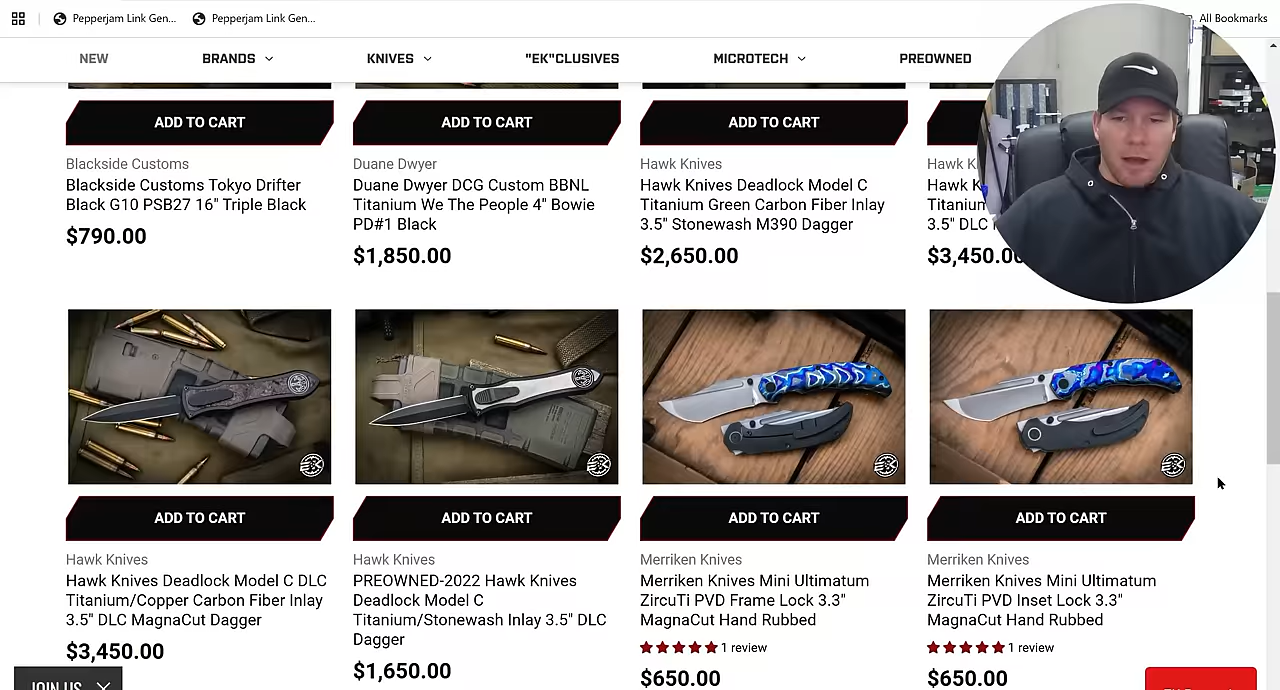 Pepperjam Link Gen...
Pepperjam Link Gen...
All Bookmarks
NEW
BRANDS
KNIVES
"EK"CLUSIVES
MICROTECH
PREOWNED
ADD TO CART
ADD TO CART
ADD TO CART
Blackside Customs
Blackside Customs Tokyo Drifter
Black G10 PSB27 16" Triple Black
$790.00
Duane Dwyer
Duane Dwyer DCG Custom BBNL
Titanium We The People 4" Bowie
PD#1 Black
$1,850.00
Hawk Knives
Hawk Knives Deadlock Model C
Titanium Green Carbon Fiber Inlay
3.5" Stonewash M390 Dagger
$2,650.00
Hawk
Hawk
Titanium
3.5" DLC
ADD TO CART
ADD TO CART
ADD TO CART
ADD TO CART
Hawk Knives
Hawk Knives Deadlock Model C DLC
Titanium/Copper Carbon Fiber Inlay
3.5" DLC MagnaCut Dagger
$3,450.00
Hawk Knives
PREOWNED-2022 Hawk Knives
Deadlock Model C
Titanium/Stonewash Inlay 3.5" DLC
Dagger
$1,650.00
Merriken Knives
Merriken Knives Mini Ultimatum
ZircuTi PVD Frame Lock 3.3"
MagnaCut Hand Rubbed
1 review
$650.00
Merriken Knives
Merriken Knives Mini Ultimatum
ZircuTi PVD Inset Lock 3.3"
MagnaCut Hand Rubbed
1 review
$650.00
JOIN US